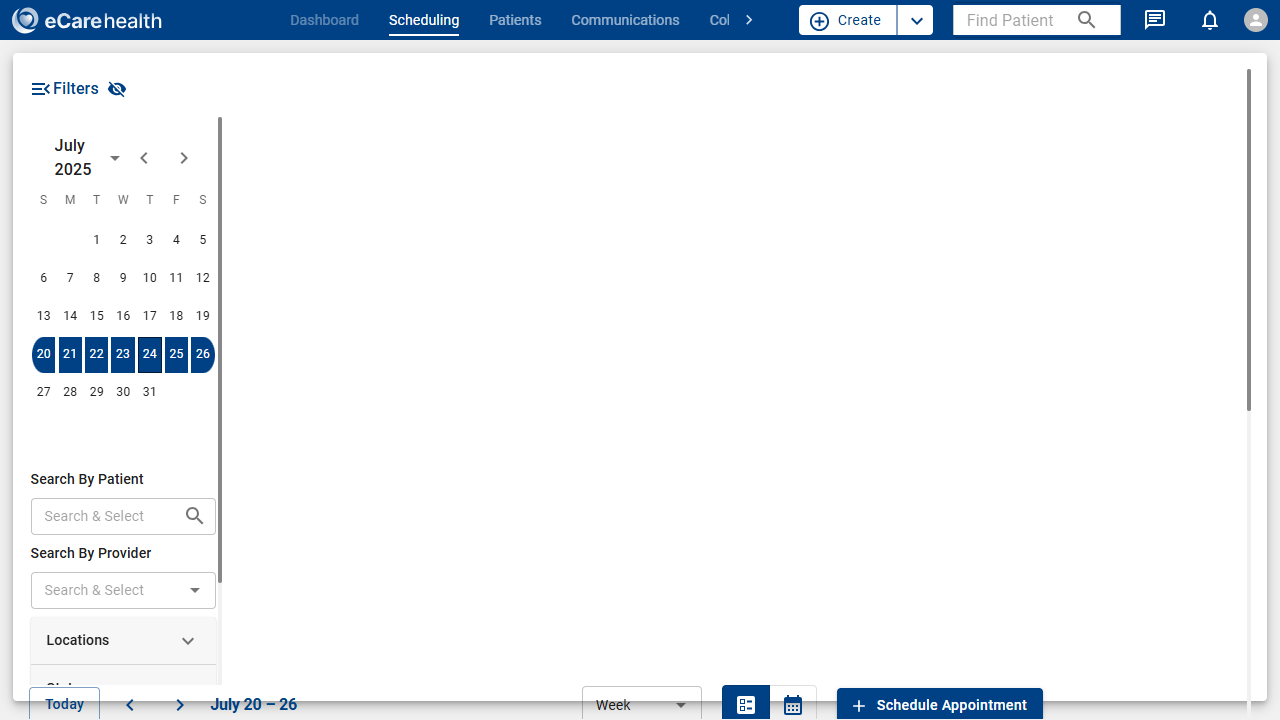 eCarehealth
Dashboard
Scheduling
Patients
Communications
Col
Create
Find Patient
Filters
July
2025
S M T W T F S
1 2 3 4 5
6 7 8 9 10 11 12
13 14 15 16 17 18 19
20 21 22 23 24 25 26
27 28 29 30 31
Search By Patient
Search & Select
Search By Provider
Search & Select
Locations
Today
July 20 – 26
Week
Schedule Appointment